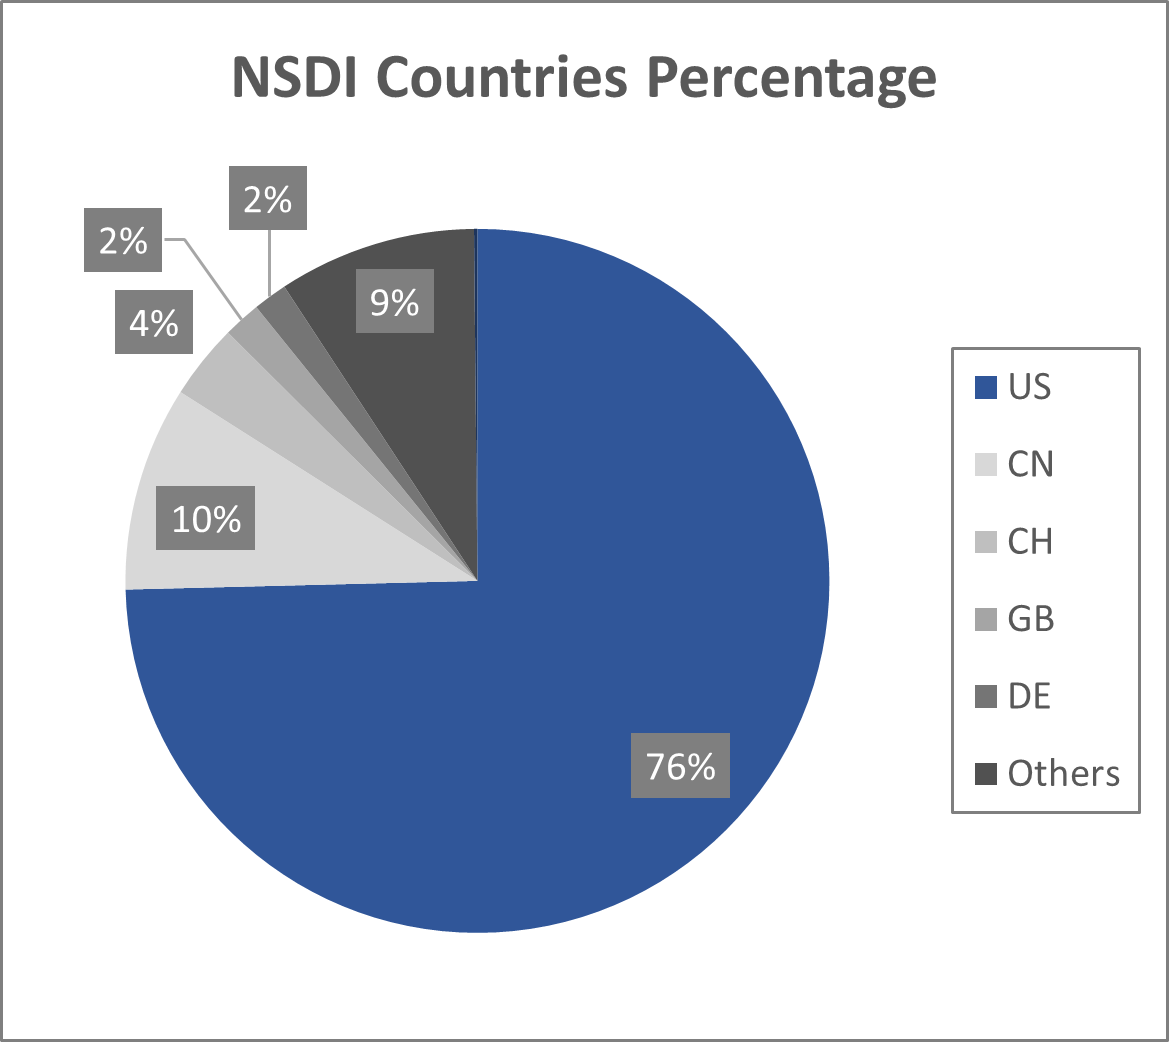 NSDI Countries Percentage
2%
2%
4%
9%
10%
76%
US
CN
CH
GB
DE
Others